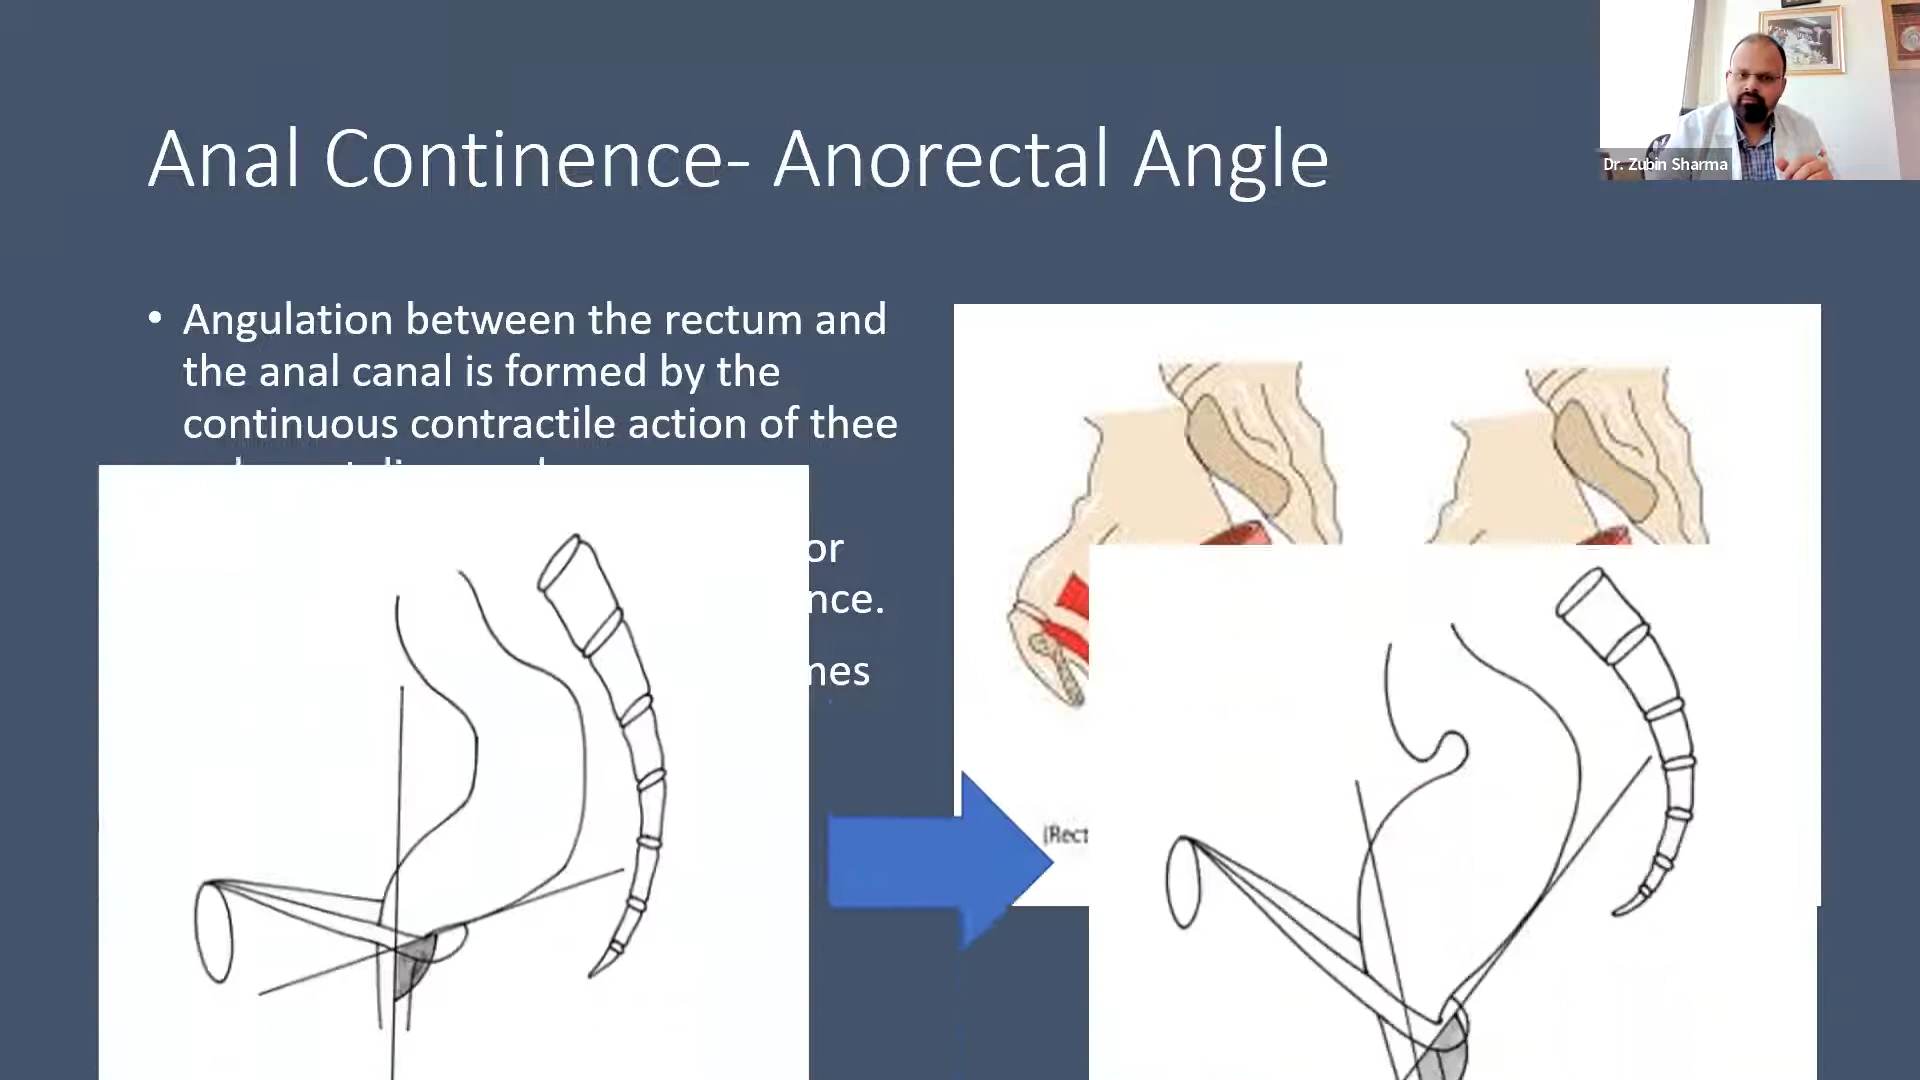 Anal Continence- Anorectal Angle
Dr. Zubin Sharma
• Angulation between the rectum and
the anal canal is formed by the
continuous contractile action of thee
or
nce.
nes
(Rect